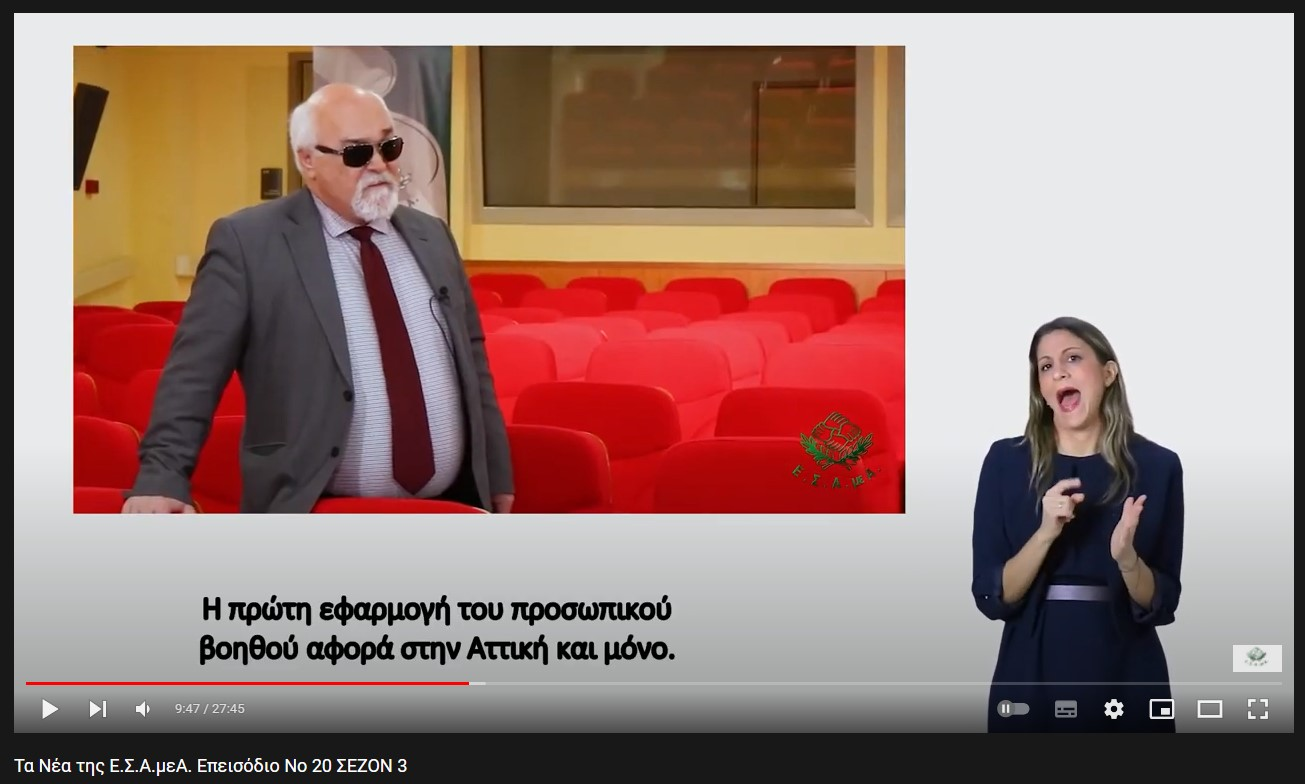 Ε.Σ.Α.μεΑ.
Η πρώτη εφαρμογή του προσωπικού
βοηθού αφορά στην Αττική και μόνο.
9:47 / 27:45
Τα Νέα της Ε.Σ.Α.μεΑ. Επεισόδιο Νο 20 ΣΕΖΟΝ 3